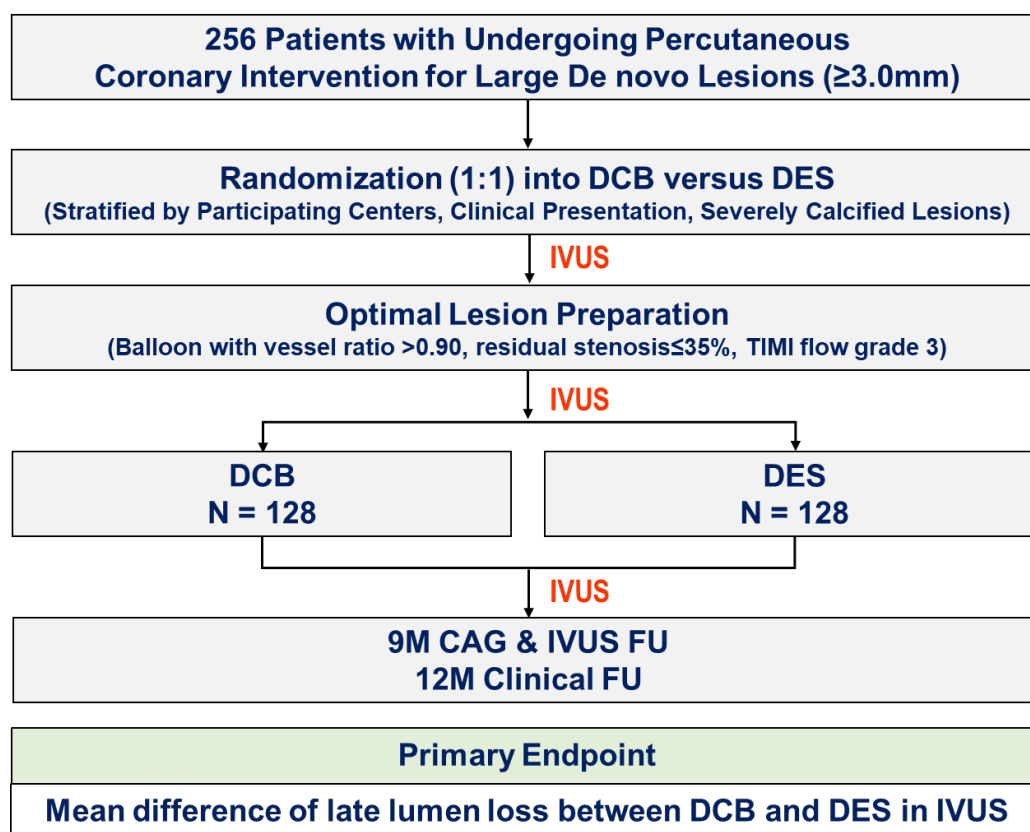 256 Patients with Undergoing Percutaneous
Coronary Intervention for Large De novo Lesions (≥3.0mm)
Randomization (1:1) into DCB versus DES
(Stratified by Participating Centers, Clinical Presentation, Severely Calcified Lesions)
IVUS
Optimal Lesion Preparation
(Balloon with vessel ratio >0.90, residual stenosis≤35%, TIMI flow grade 3)
IVUS
DCB
N = 128
DES
N = 128
IVUS
9M CAG & IVUS FU
12M Clinical FU
Primary Endpoint
Mean difference of late lumen loss between DCB and DES in IVUS